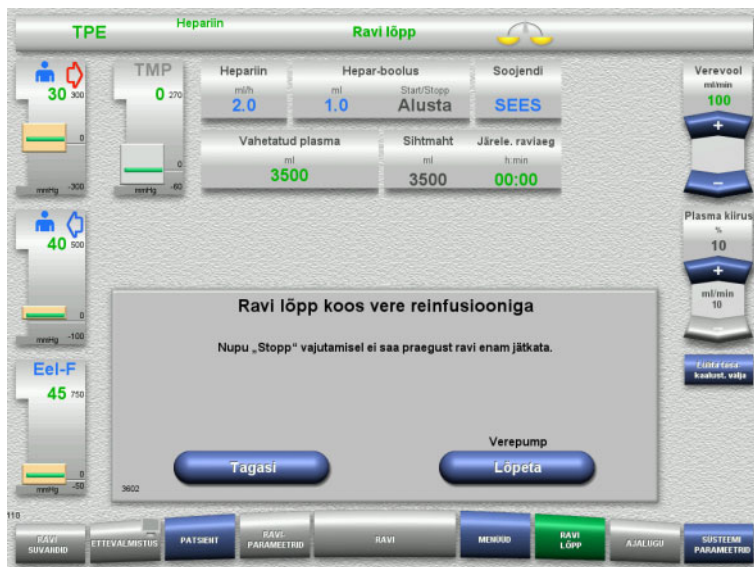 TPE
Hepariin
Ravi lõpp
30 300
0
mmHg -300
TMP
0 270
0
mmHg -60
Hepariin
ml/h
2.0
Hepar-boolus
ml Start/Stopp
1.0 Alusta
Soojendi
SEES
Verevool
ml/min
100
+
−
Vahetatud plasma
ml
3500
Sihtmaht Järele. raviaeg
ml h:min
3500 00:00
40 500
0
mmHg -100
Plasma kiirus
%
10
+
ml/min
10
−
kaalust. välja
Eel-F
45 750
0
mmHg -50
Ravi lõpp koos vere reinfusiooniga
Nupu „Stopp“ vajutamisel ei saa praegust ravi enam jätkata.
Verepump
Tagasi
Lõpeta
3602
110
RAVI SUVANDID
ETTEVALMISTUS
PATSIENT
RAVI-PARAMEETRID
RAVI
MENÜÜD
RAVI LÕPP
AJALUGU
SÜSTEEMI PARAMEETRID